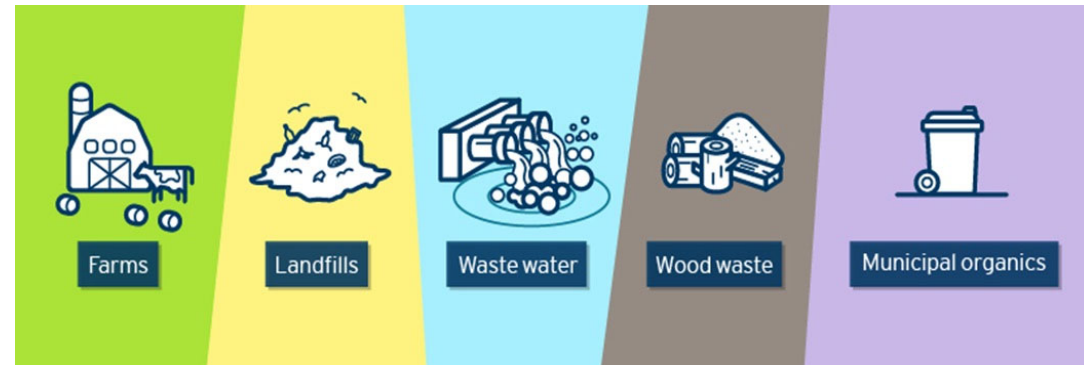 Farms
Landfills
Waste water
Wood waste
Municipal organics